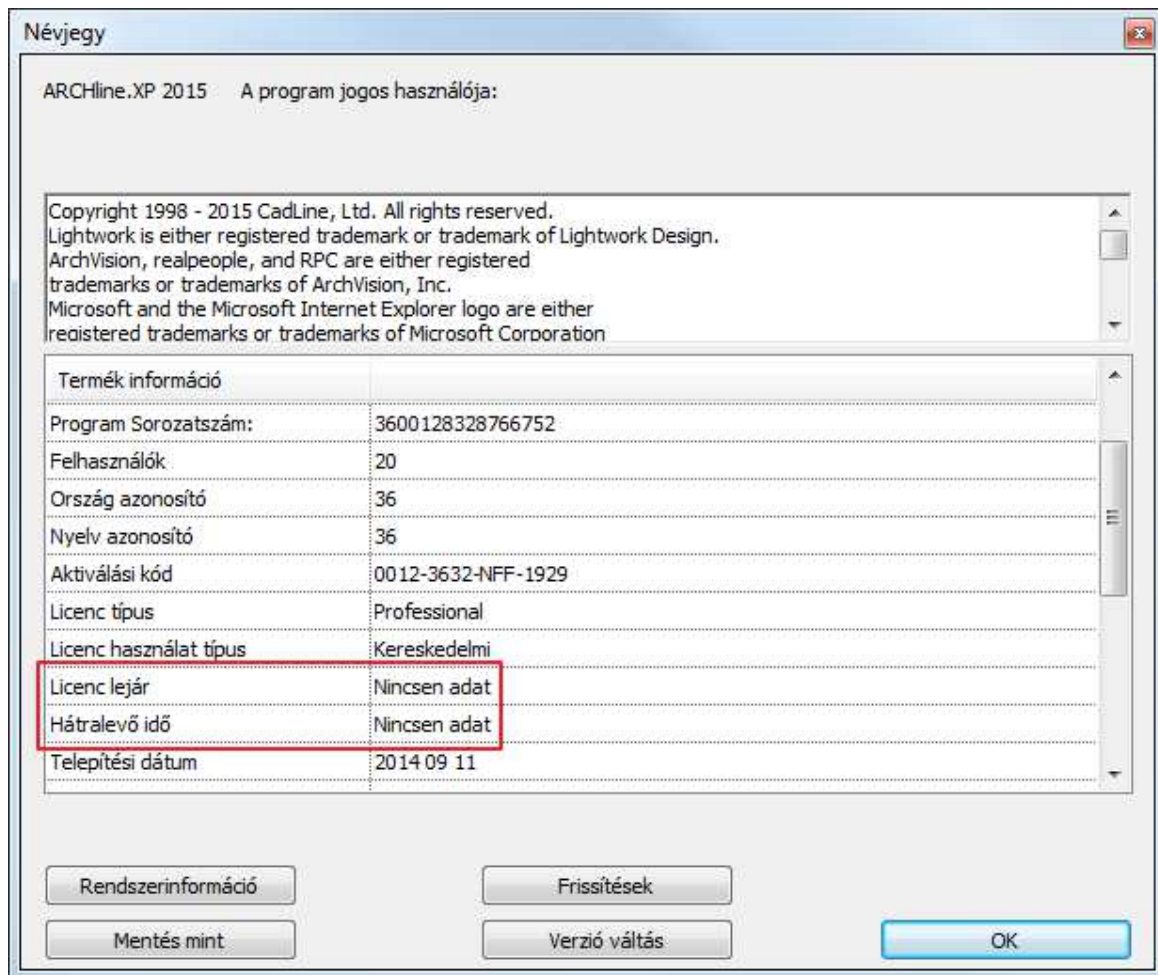 Névjegy
ARCHline.XP 2015 A program jogos használója:
Copyright 1998 - 2015 CadLine, Ltd. All rights reserved.
Lightwork is either registered trademark or trademark of Lightwork Design.
ArchVision, realpeople, and RPC are either registered
trademarks or trademarks of ArchVision, Inc.
Microsoft and the Microsoft Internet Explorer logo are either
registered trademarks or trademarks of Microsoft Corporation
Termék információ
Program Sorozatszám: 3600128328766752
Felhasználók 20
Ország azonosító 36
Nyelv azonosító 36
Aktiválási kód 0012-3632-NFF-1929
Licenc típus Professional
Licenc használat típus Kereskedelmi
Licenc lejár Nincsen adat
Hátralevő idő Nincsen adat
Telepítési dátum 2014 09 11
Rendszerinformáció Frissítések
Mentés mint Verzió váltás OK